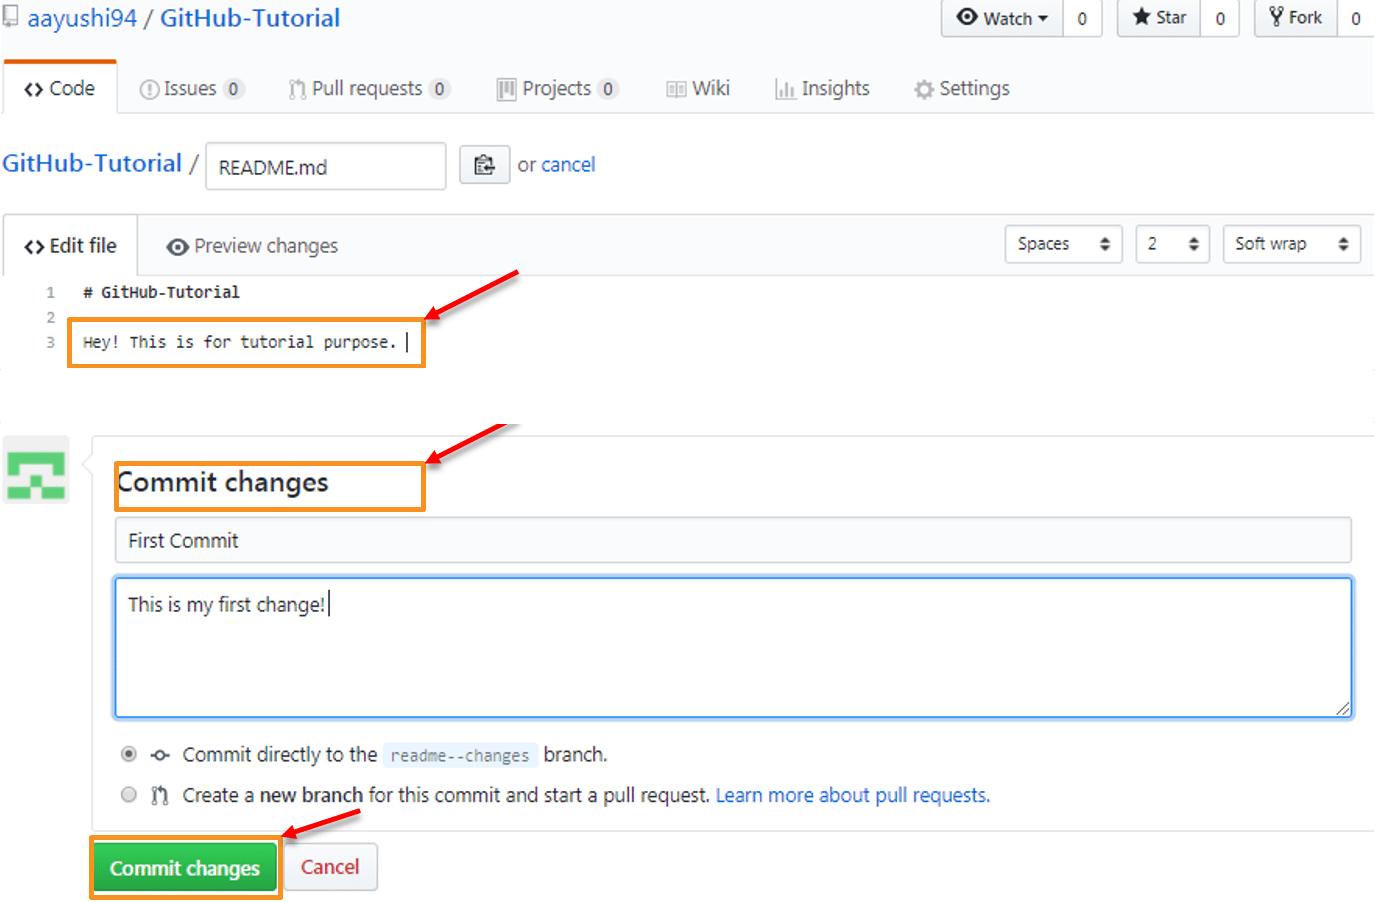 aayushi94 / GitHub-Tutorial
Watch 0 Star 0 Fork 0
Code Issues 0 Pull requests 0 Projects 0 Wiki Insights Settings
GitHub-Tutorial / README.md or cancel
Edit file Preview changes Spaces 2 Soft wrap
1 # GitHub-Tutorial
2
3 Hey! This is for tutorial purpose.
Commit changes
First Commit
This is my first change!
Commit directly to the readme--changes branch.
Create a new branch for this commit and start a pull request. Learn more about pull requests.
Commit changes Cancel